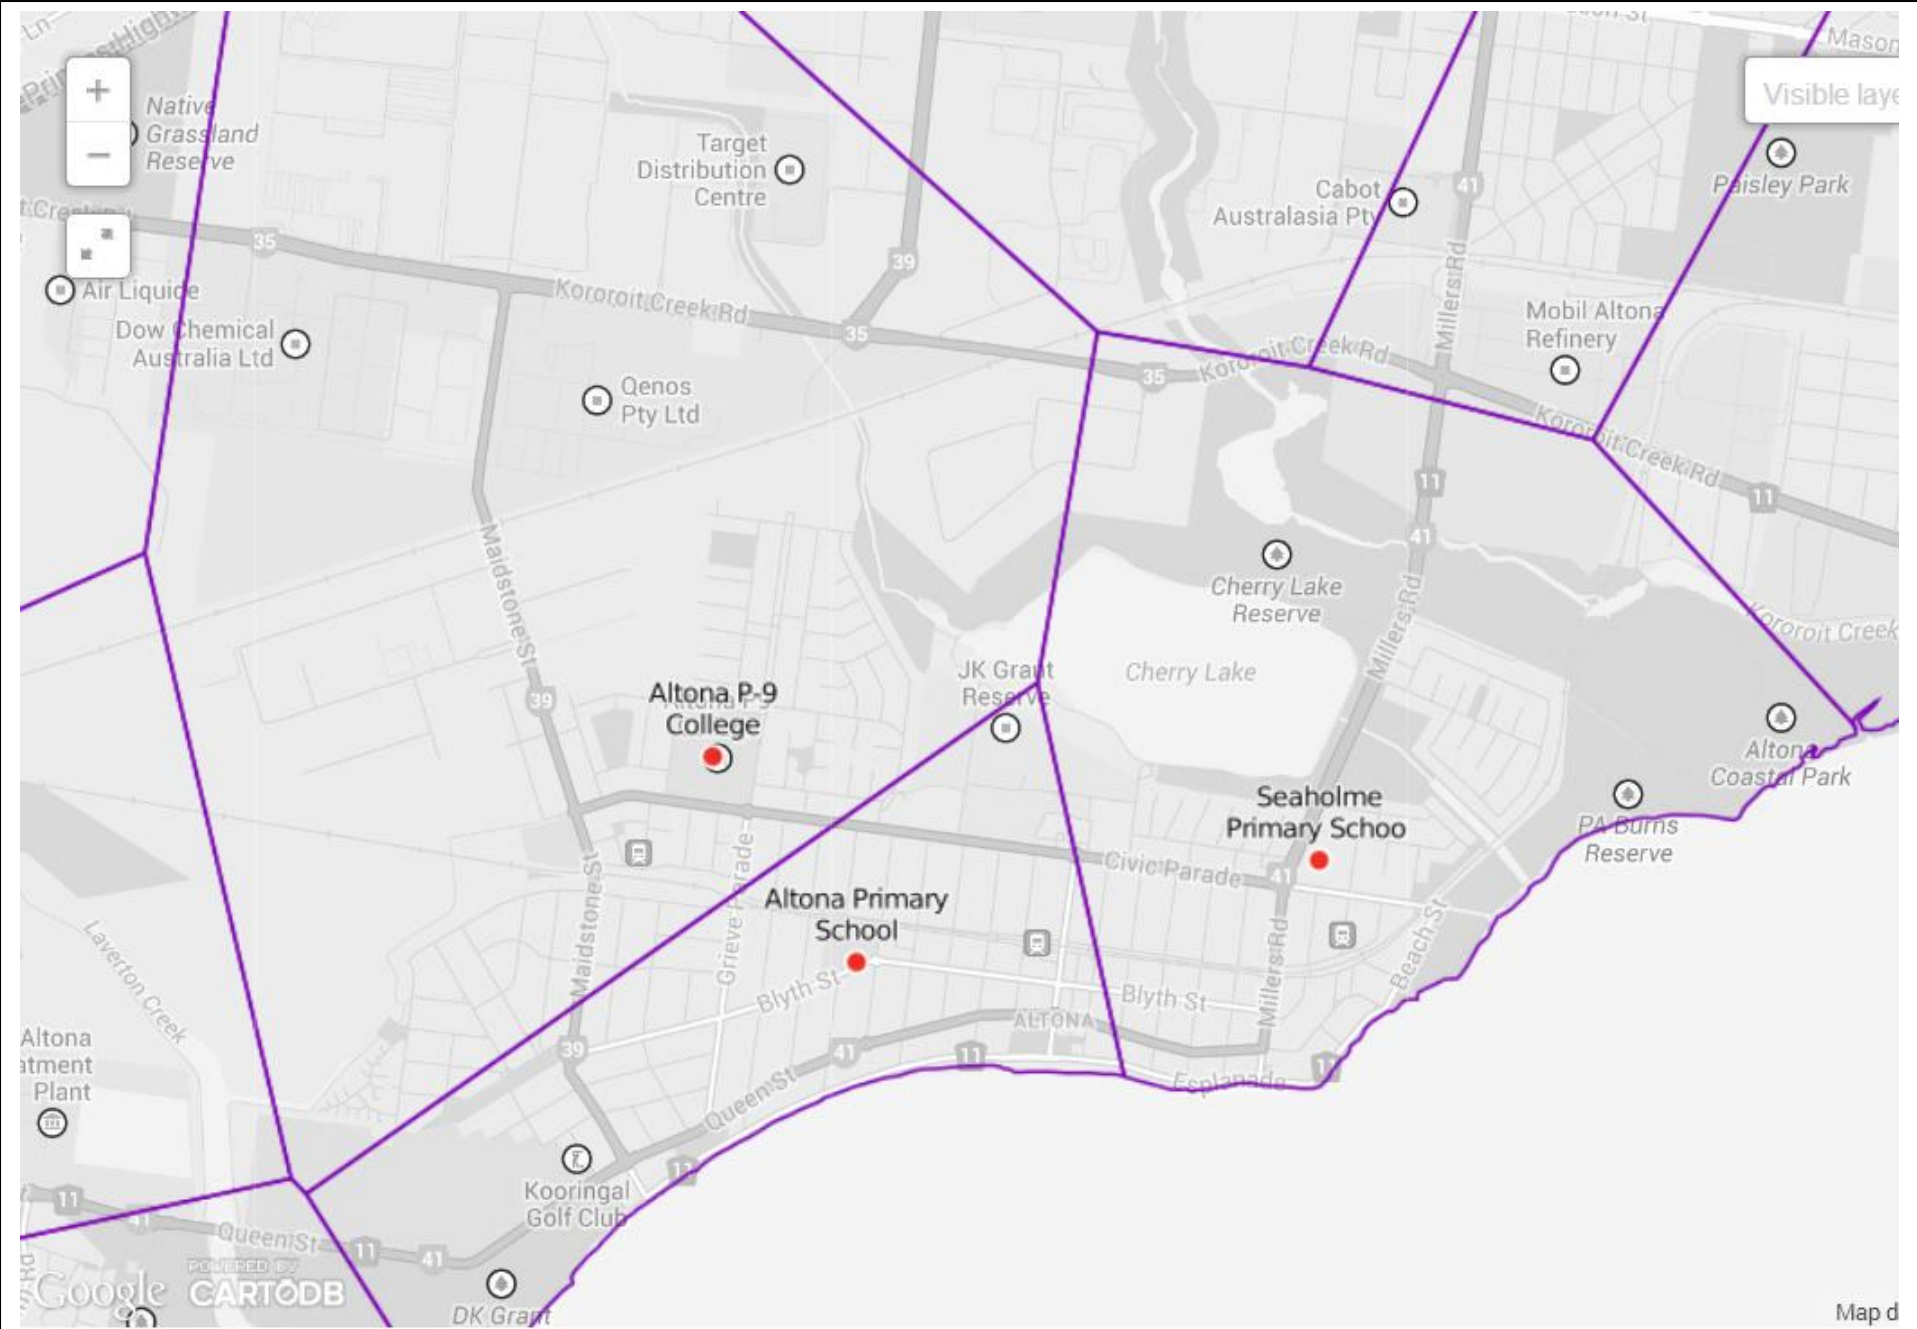 Ln
Mason
+
Visible laye
Native
Grassland
Reserve
−
Target
Distribution
Centre
41
Paisley Park
Cabot
Australasia Pty
35
39
Millers Rd
Air Liquide
Kororoit Creek Rd
Dow Chemical
Australia Ltd
35
Mobil Altona
Refinery
Kororoit Creek Rd
35
Qenos
Pty Ltd
Kororoit Creek Rd
11
11
41
Maidstone St
Cherry Lake
Reserve
Millers Rd
Kororoit Creek
JK Grant
Reserve
Cherry Lake
39
Altona P-9
College
Altona
Coastal Park
Seaholme
Primary Schoo
PA Burns
Reserve
Civic Parade
41
Maidstone St
Grieve Parade
Altona Primary
School
Beach St
Laverton Creek
Blyth St
Blyth St
Millers Rd
ALTONA
Altona
atment
Plant
39
41
11
11
Queen St
Esplanade
11
Kooringal
Golf Club
11
41
Queen St
11
41
Rd
POWERED BY
Google
CARTODB
DK Grant
Map d